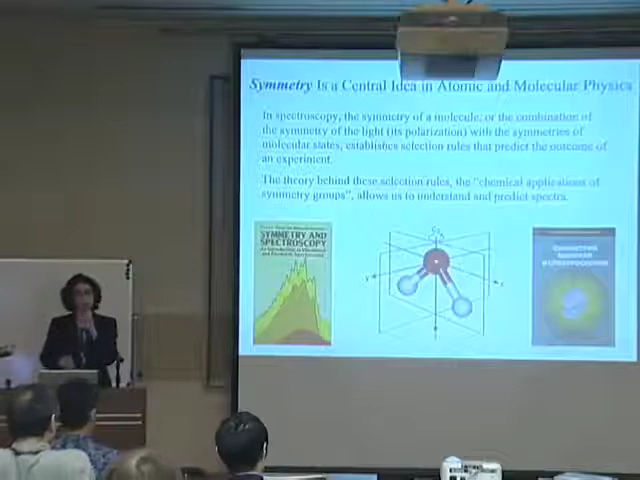 Symmetry Is a Central Idea in Atomic and Molecular Physics
In spectroscopy, the symmetry of a molecule, or the combination of
the symmetry of the light (its polarization) with the symmetries of
molecular states, establishes selection rules that predict the outcome of
an experiment.
The theory behind these selection rules, the "chemical applications of
symmetry groups", allows us to understand and predict spectra.
SYMMETRY AND
SPECTROSCOPY